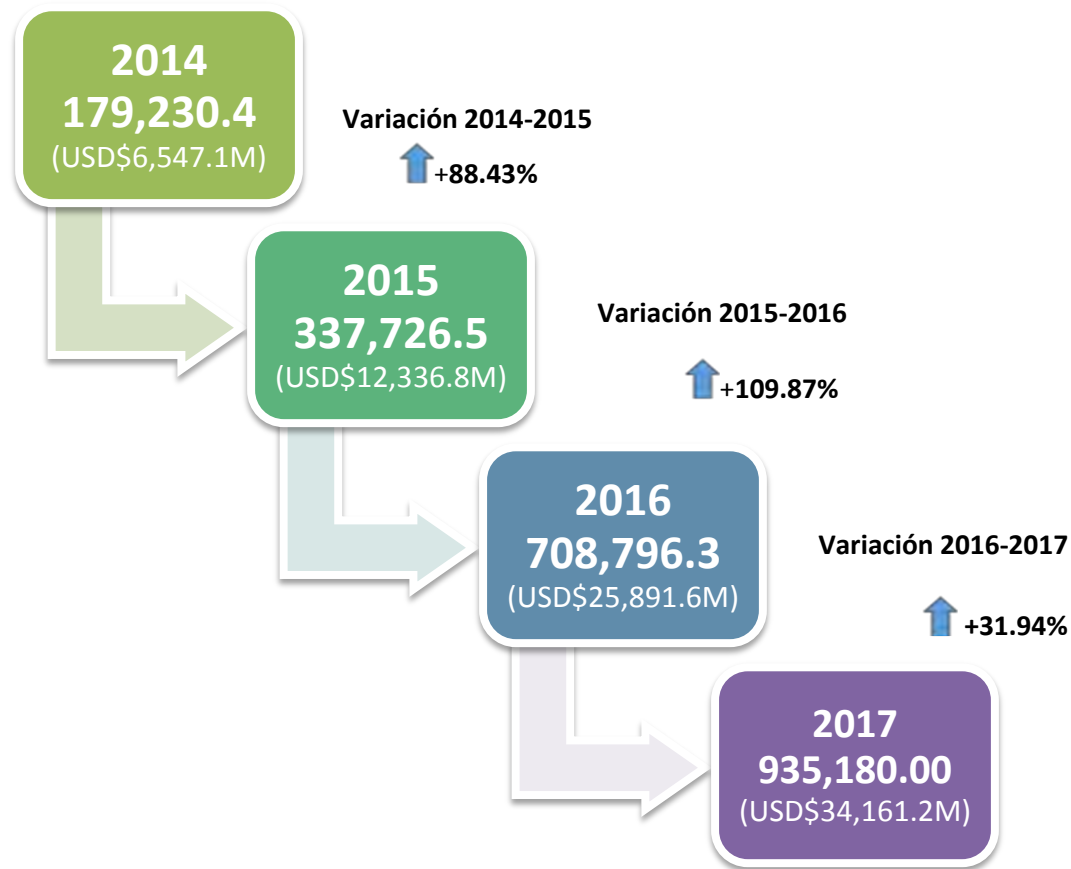 2014
179,230.4
(USD$6,547.1M)
Variación 2014-2015
+88.43%
2015
337,726.5
(USD$12,336.8M)
Variación 2015-2016
+109.87%
2016
708,796.3
(USD$25,891.6M)
Variación 2016-2017
+31.94%
2017
935,180.00
(USD$34,161.2M)